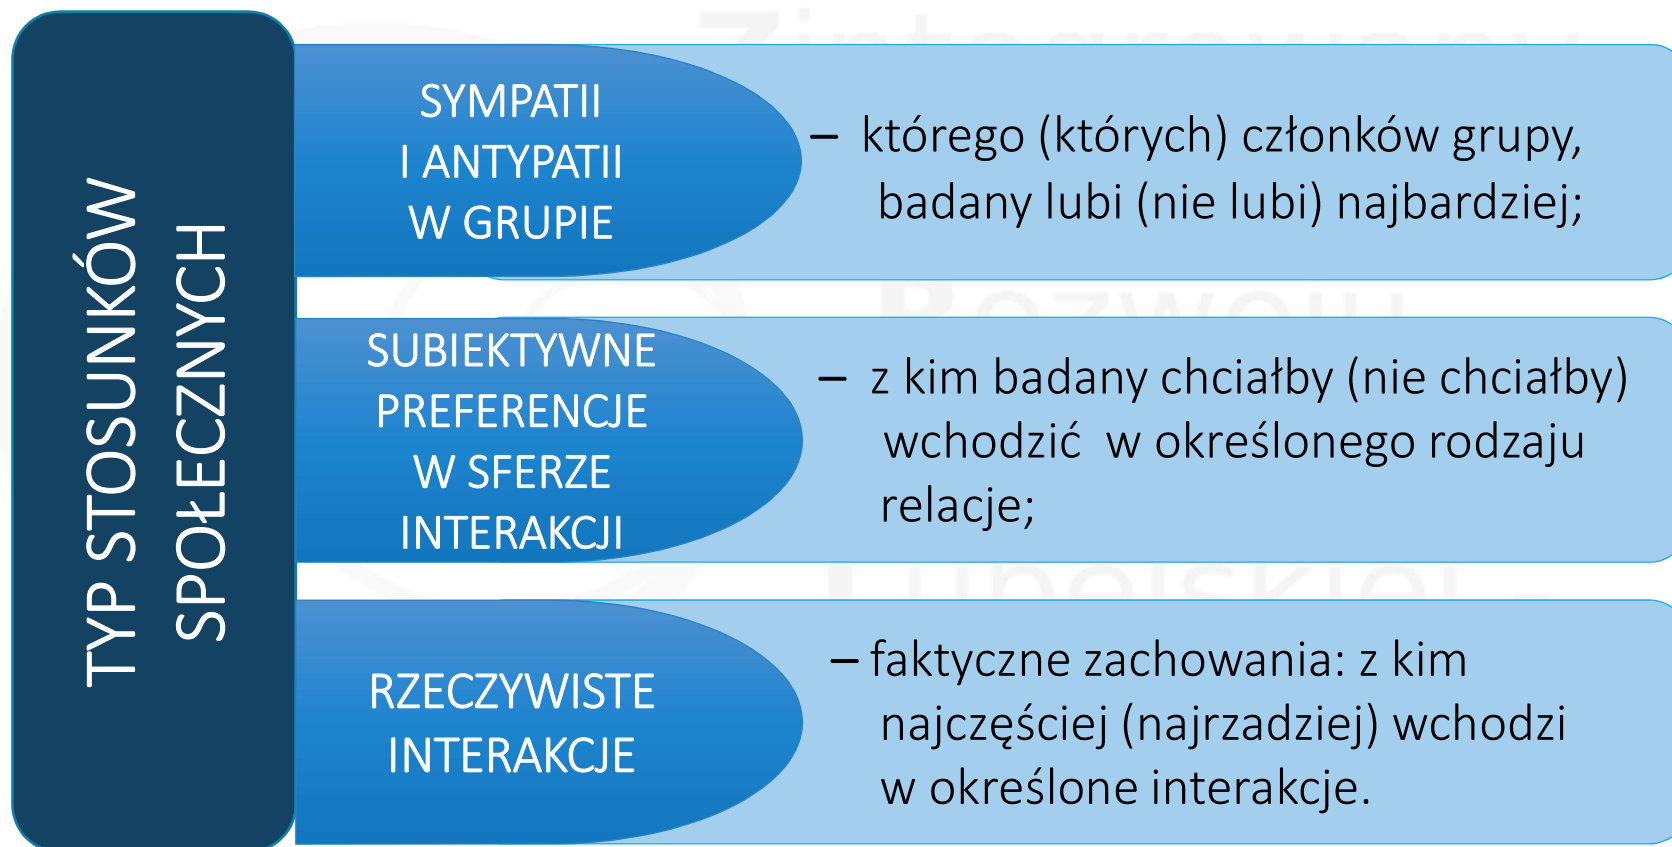 TYP STOSUNKÓW
SPOŁECZNYCH
SYMPATII
I ANTYPATII
W GRUPIE
– którego (których) członków grupy,
badany lubi (nie lubi) najbardziej;
SUBIEKTYWNE
PREFERENCJE
W SFERZE
INTERAKCJI
– z kim badany chciałby (nie chciałby)
wchodzić w określonego rodzaju
relacje;
RZECZYWISTE
INTERAKCJE
– faktyczne zachowania: z kim
najczęściej (najrzadziej) wchodzi
w określone interakcje.